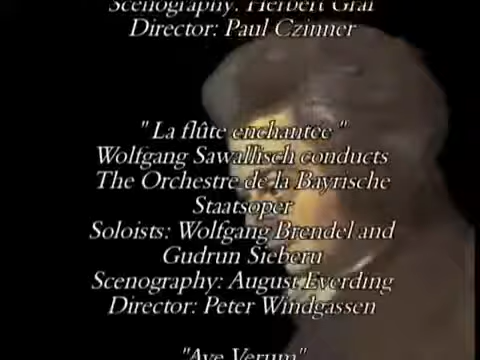 Scenography: Herbert Graf
Director: Paul Czinner
" La flûte enchantée "
Wolfgang Sawallisch conducts
The Orchestre de la Bayrische
Staatsoper
Soloists: Wolfgang Brendel and
Gudrun Sieberu
Scenography: August Everding
Director: Peter Windgassen
"Ave Verum"